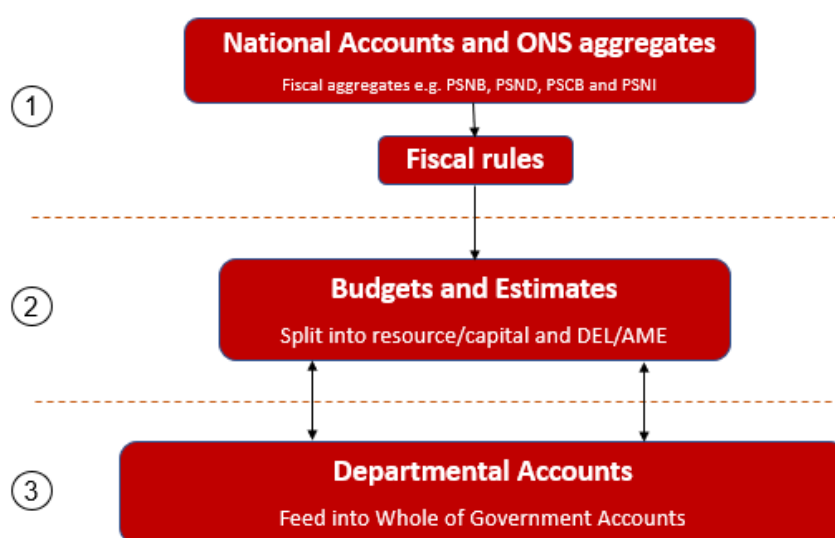 National Accounts and ONS aggregates
Fiscal aggregates e.g. PSNB, PSND, PSCB and PSNI
1
Fiscal rules
Budgets and Estimates
2
Split into resource/capital and DEL/AME
Departmental Accounts
3
Feed into Whole of Government Accounts